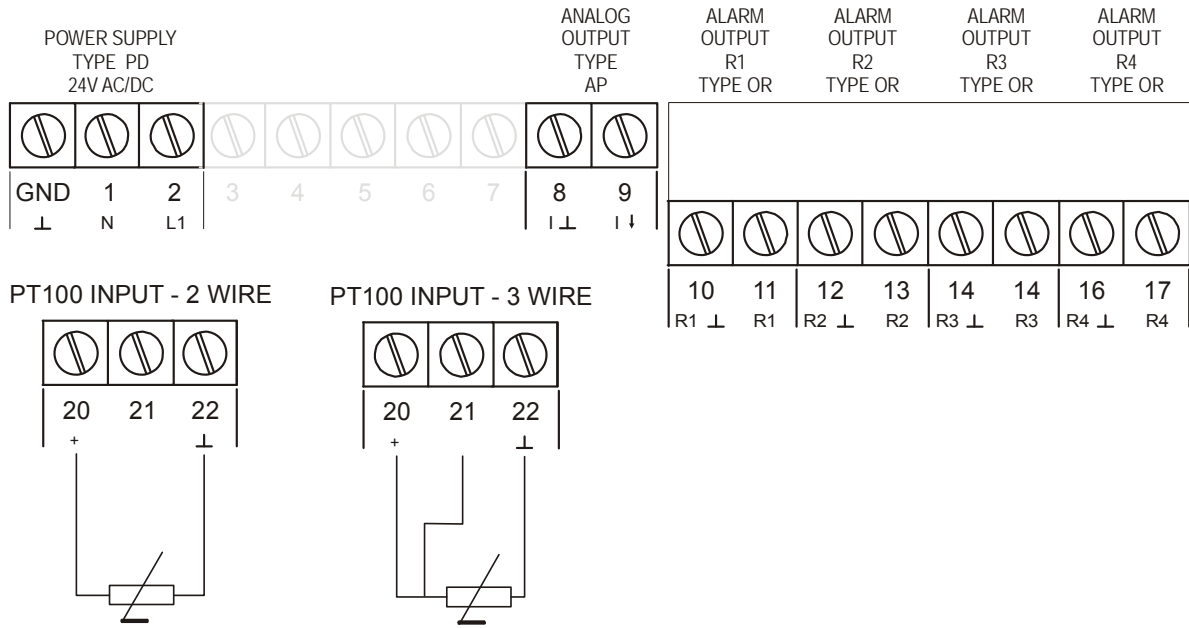 POWER SUPPLY
TYPE PD
24V AC/DC
ANALOG
OUTPUT
TYPE
AP
ALARM
OUTPUT
R1
TYPE OR
ALARM
OUTPUT
R2
TYPE OR
ALARM
OUTPUT
R3
TYPE OR
ALARM
OUTPUT
R4
TYPE OR
GND 1 2 3 4 5 6 7 8 9
⊥ N L1 I ⊥ I ↓
10 11 12 13 14 14 16 17
R1 ⊥ R1 R2 ⊥ R2 R3 ⊥ R3 R4 ⊥ R4
PT100 INPUT - 2 WIRE
20 21 22
+ ⊥
PT100 INPUT - 3 WIRE
20 21 22
+ ⊥